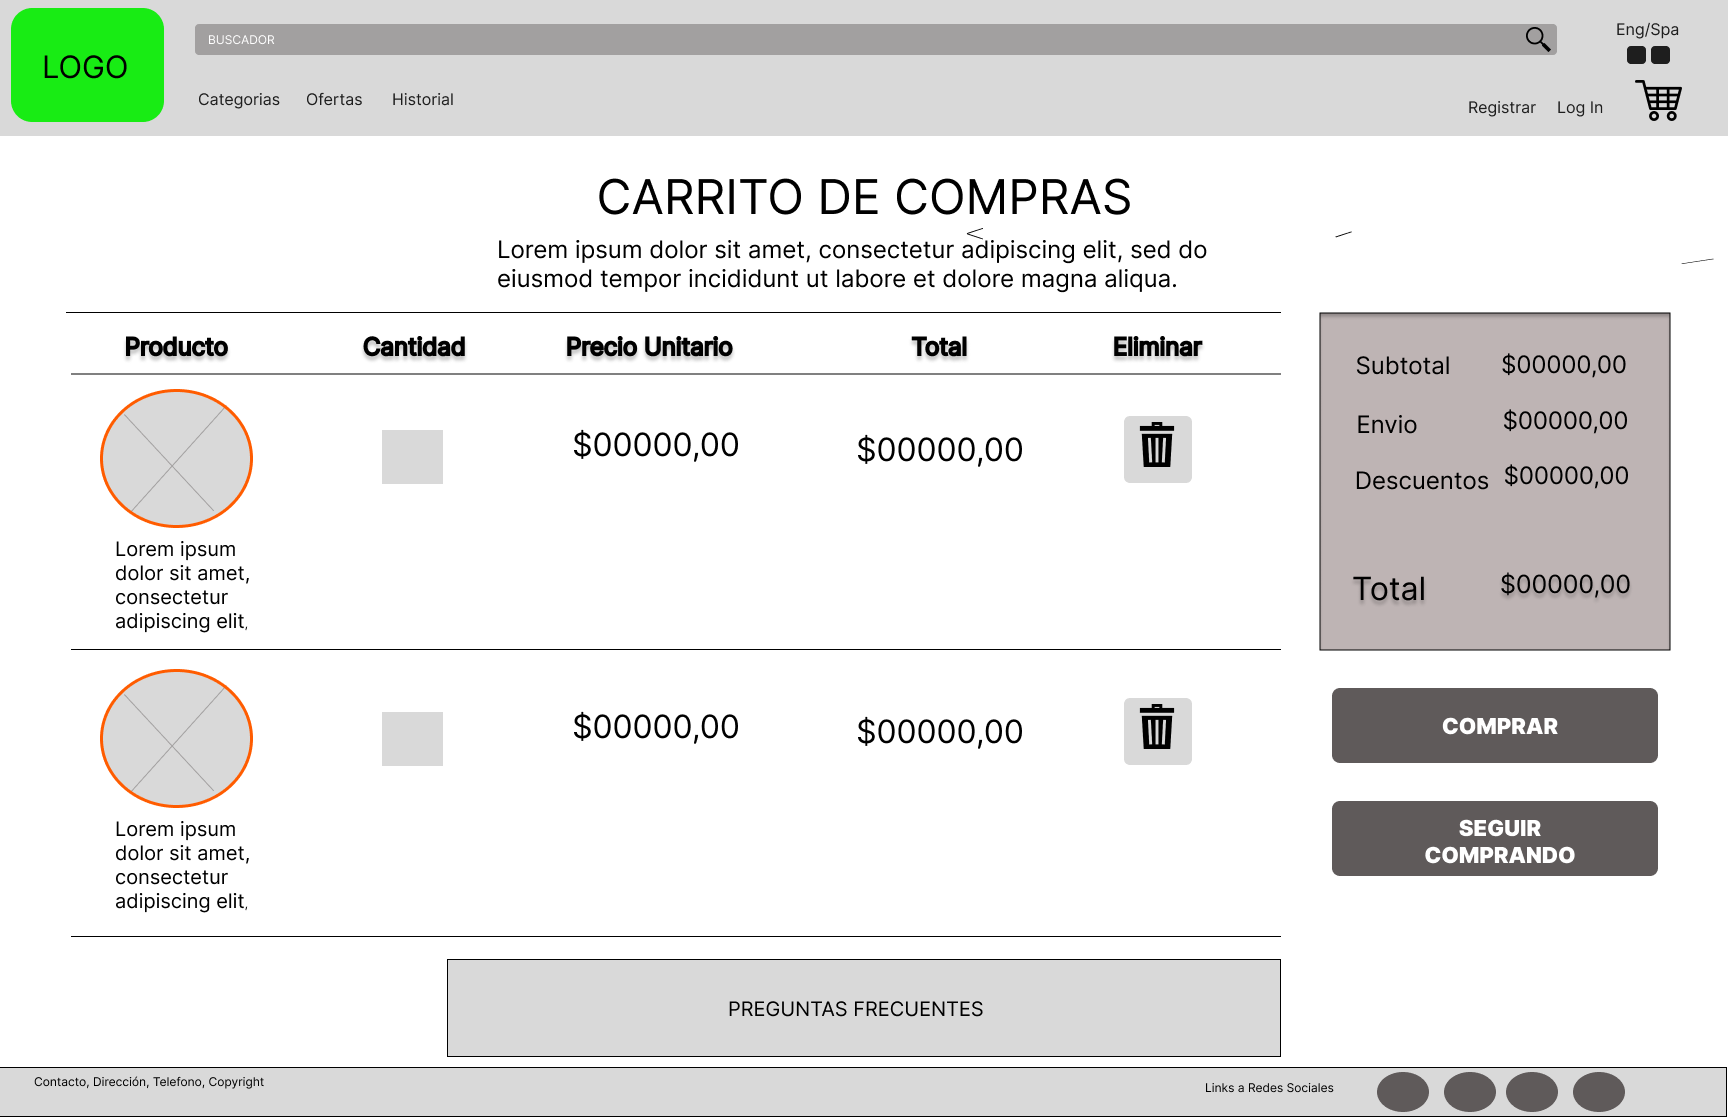 LOGO
BUSCADOR
Eng/Spa
Categorias Ofertas Historial
Registrar Log In
CARRITO DE COMPRAS
Lorem ipsum dolor sit amet, consectetur adipiscing elit, sed do
eiusmod tempor incididunt ut labore et dolore magna aliqua.
Producto Cantidad Precio Unitario Total Eliminar
$00000,00 $00000,00
Lorem ipsum
dolor sit amet,
consectetur
adipiscing elit,
$00000,00 $00000,00
Lorem ipsum
dolor sit amet,
consectetur
adipiscing elit,
Subtotal $00000,00
Envio $00000,00
Descuentos $00000,00
Total $00000,00
COMPRAR
SEGUIR
COMPRANDO
PREGUNTAS FRECUENTES
Contacto, Dirección, Telefono, Copyright
Links a Redes Sociales